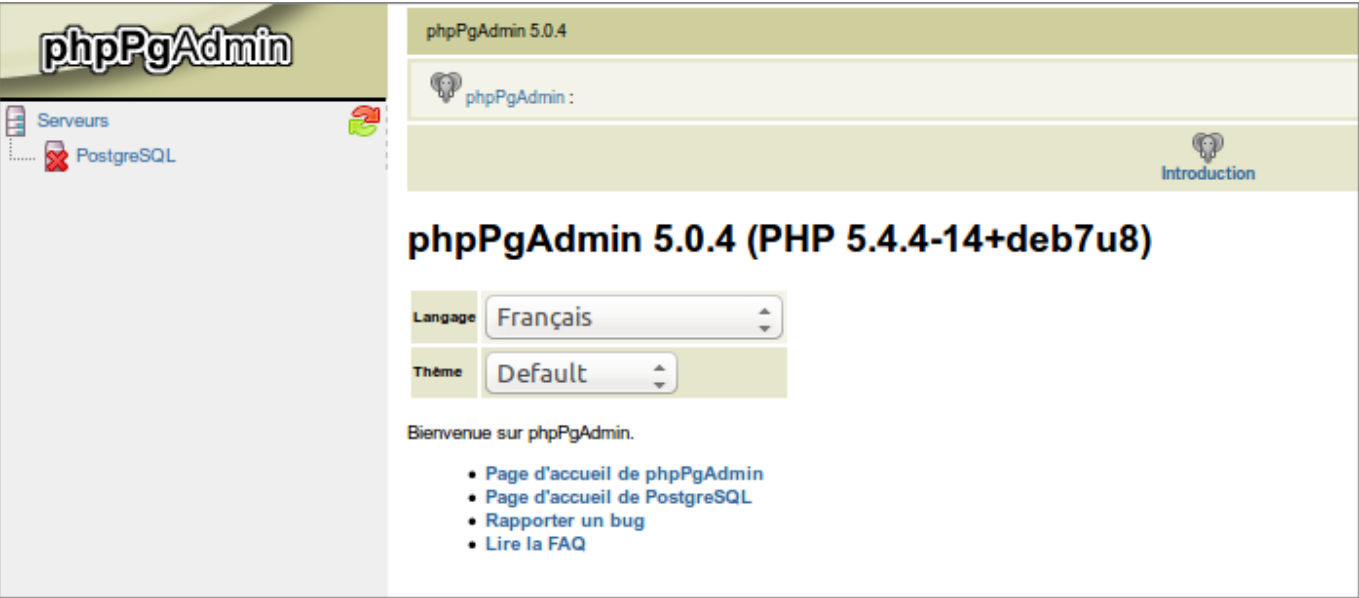 phpPgAdmin
Serveurs
PostgreSQL
phpPgAdmin 5.0.4
phpPgAdmin :
Introduction
phpPgAdmin 5.0.4 (PHP 5.4.4-14+deb7u8)
Langage Français
Thème Default
Bienvenue sur phpPgAdmin.
• Page d'accueil de phpPgAdmin
• Page d'accueil de PostgreSQL
• Rapporter un bug
• Lire la FAQ